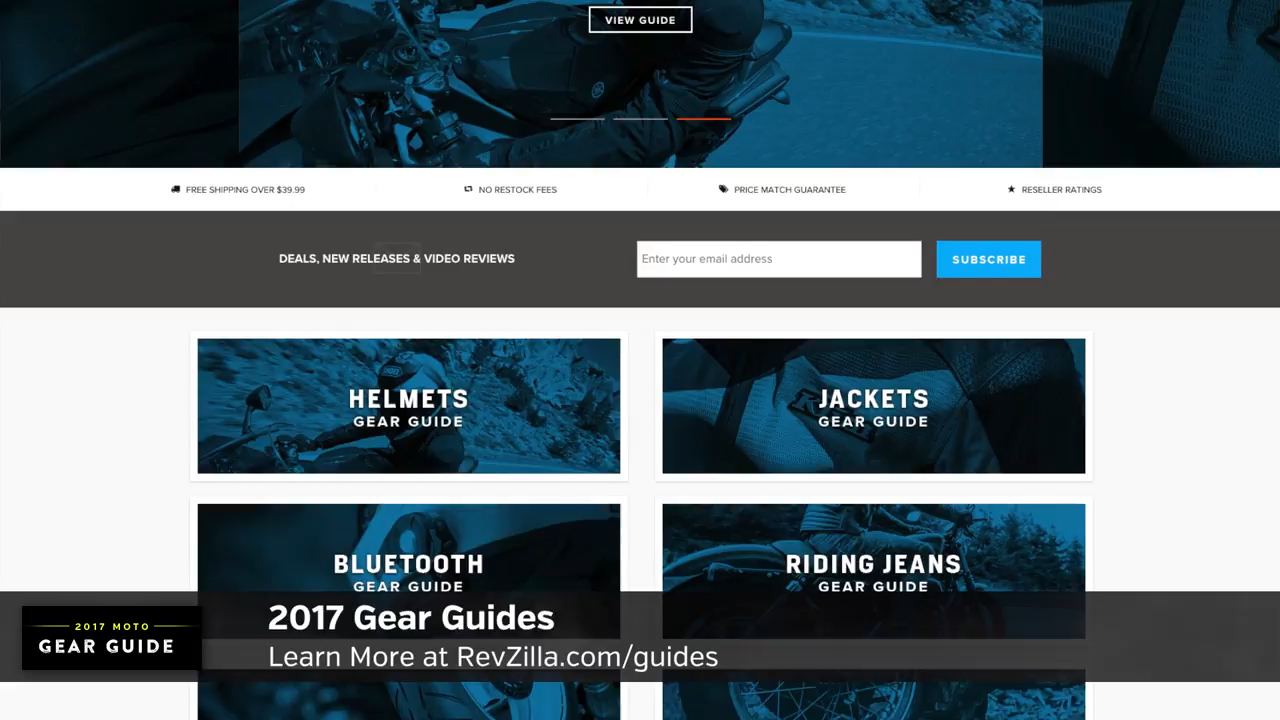 VIEW GUIDE
FREE SHIPPING OVER $39.99
NO RESTOCK FEES
PRICE MATCH GUARANTEE
RESELLER RATINGS
DEALS, NEW RELEASES & VIDEO REVIEWS
Enter your email address
SUBSCRIBE
HELMETS
GEAR GUIDE
JACKETS
GEAR GUIDE
BLUETOOTH
GEAR GUIDE
RIDING JEANS
GEAR GUIDE
2017 MOTO
GEAR GUIDE
2017 Gear Guides
Learn More at RevZilla.com/guides